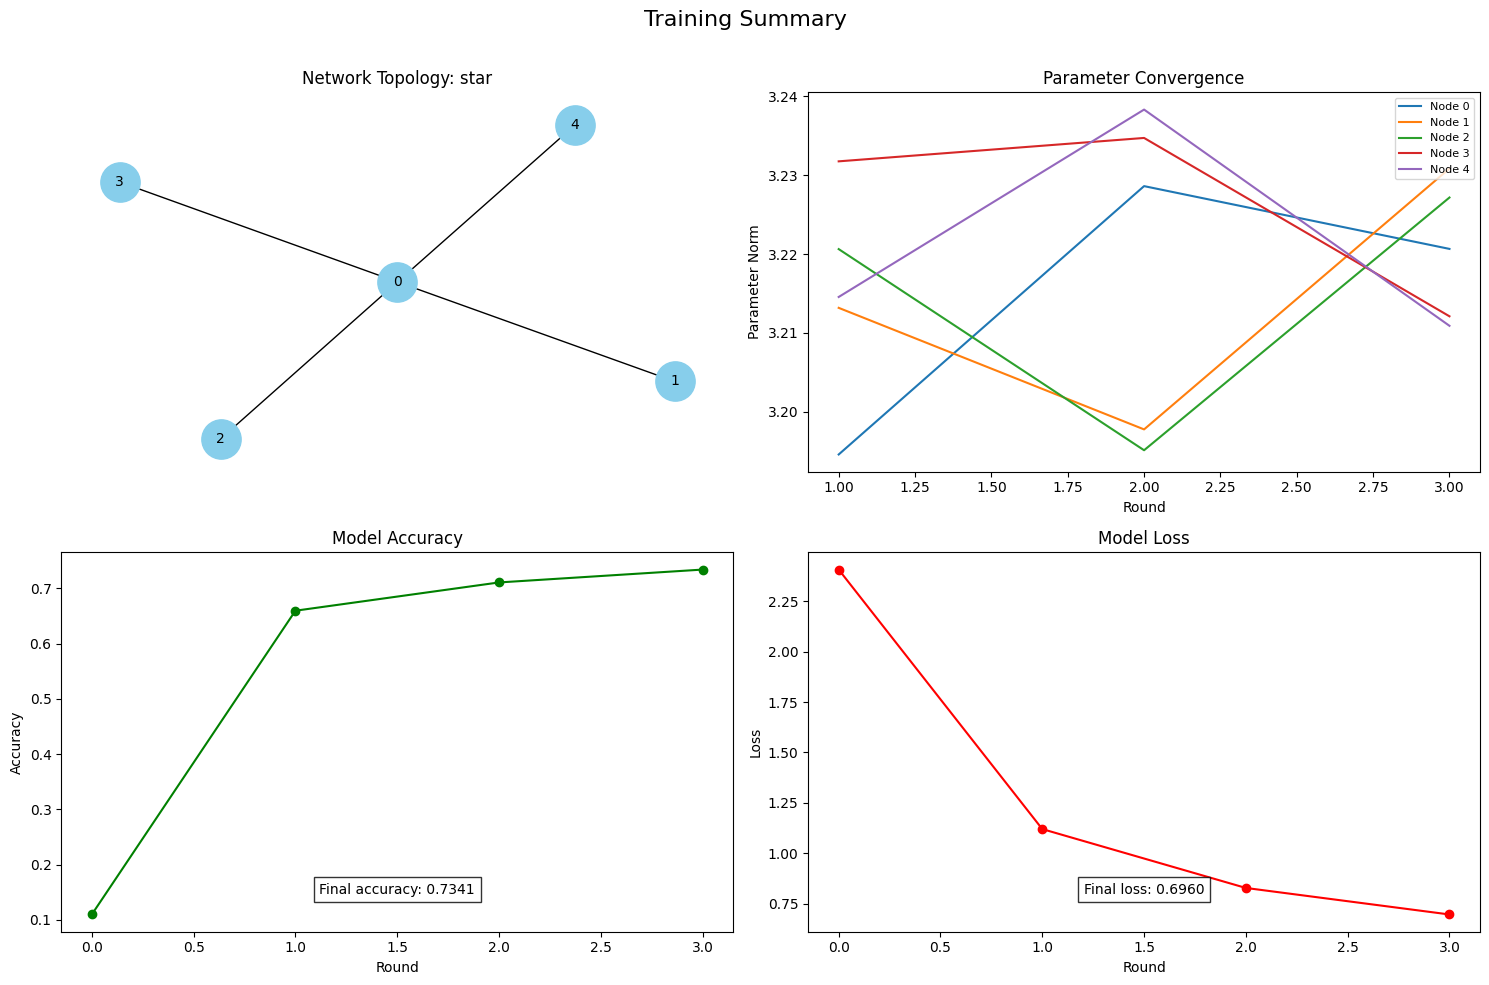 Training Summary
Network Topology: star
4
3
0
1
2
Parameter Convergence
Parameter Norm
3.24
3.23
3.22
3.21
3.20
Node 0
Node 1
Node 2
Node 3
Node 4
1.00 1.25 1.50 1.75 2.00 2.25 2.50 2.75 3.00
Round
Model Accuracy
Accuracy
0.7
0.6
0.5
0.4
0.3
0.2
0.1
Final accuracy: 0.7341
0.0 0.5 1.0 1.5 2.0 2.5 3.0
Round
Model Loss
Loss
2.25
2.00
1.75
1.50
1.25
1.00
0.75
Final loss: 0.6960
0.0 0.5 1.0 1.5 2.0 2.5 3.0
Round